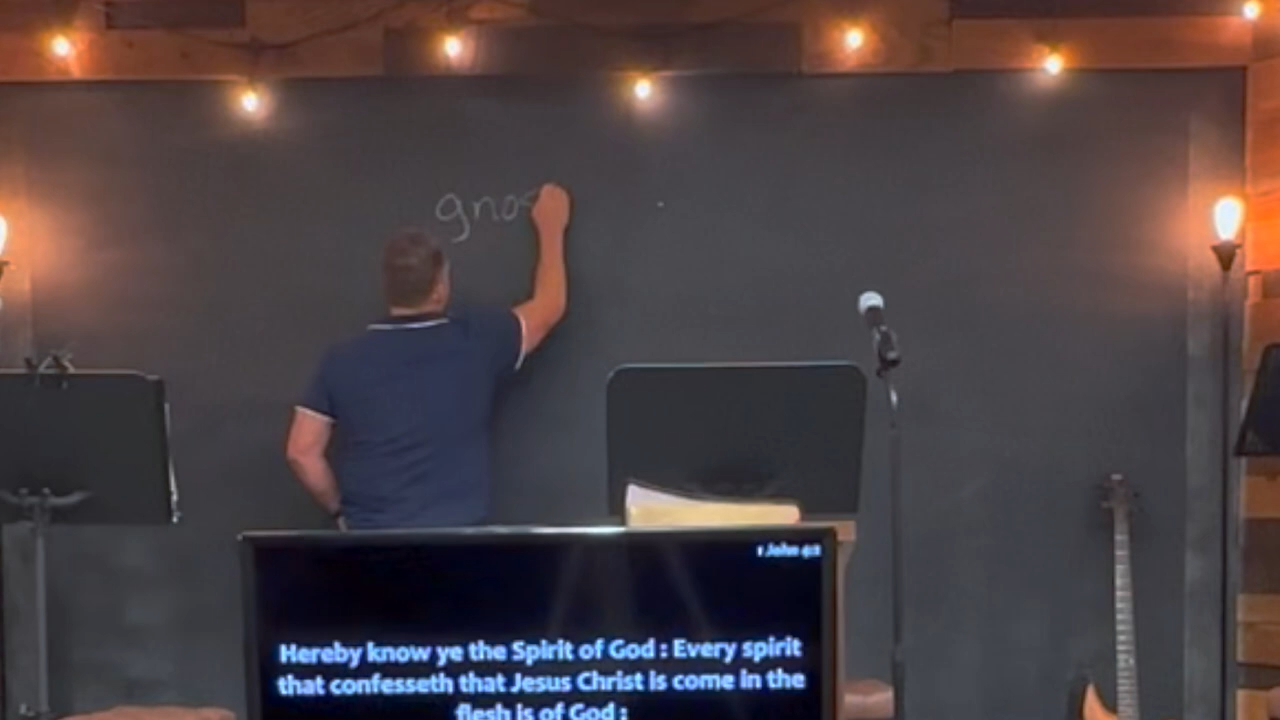 gno
1 John 4:2
Hereby know ye the Spirit of God : Every spirit
that confesseth that Jesus Christ is come in the
flesh is of God :